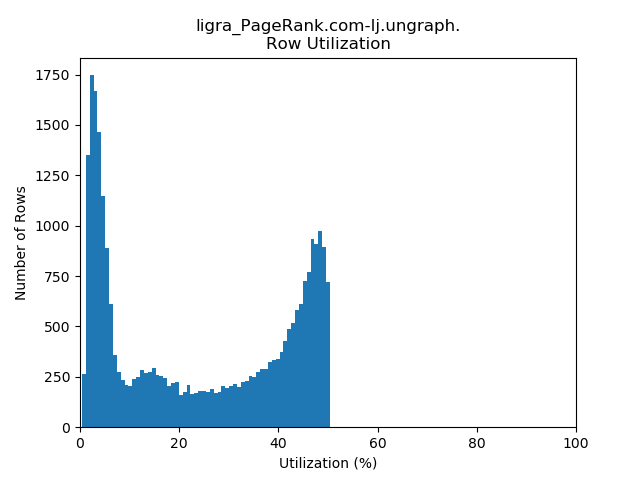 ligra_PageRank.com-lj.ungraph.
Row Utilization
1750
1500
1250
1000
750
500
250
0
Number of Rows
0 20 40 60 80 100
Utilization (%)